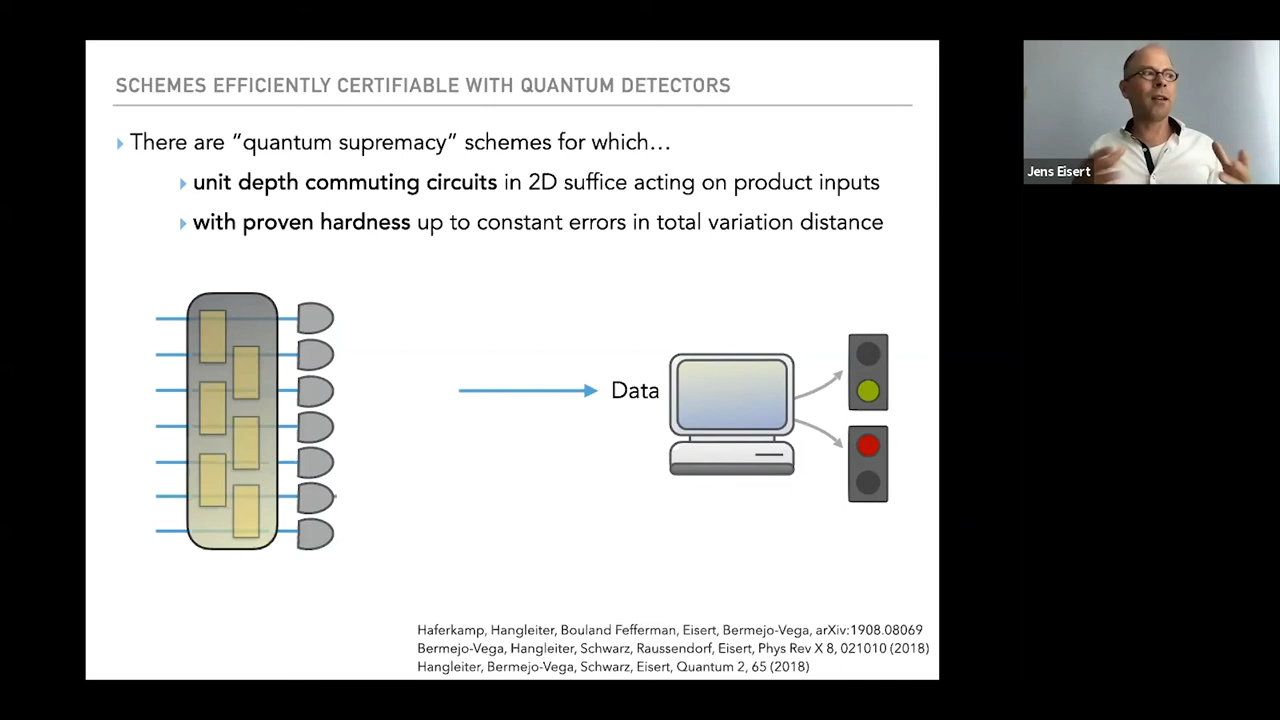 SCHEMES EFFICIENTLY CERTIFIABLE WITH QUANTUM DETECTORS
There are “quantum supremacy” schemes for which…
unit depth commuting circuits in 2D suffice acting on product inputs
with proven hardness up to constant errors in total variation distance
Data
Haferkamp, Hangleiter, Bouland Fefferman, Eisert, Bermejo-Vega, arXiv:1908.08069
Bermejo-Vega, Hangleiter, Schwarz, Raussendorf, Eisert, Phys Rev X 8, 021010 (2018)
Hangleiter, Bermejo-Vega, Schwarz, Eisert, Quantum 2, 65 (2018)
Jens Eisert